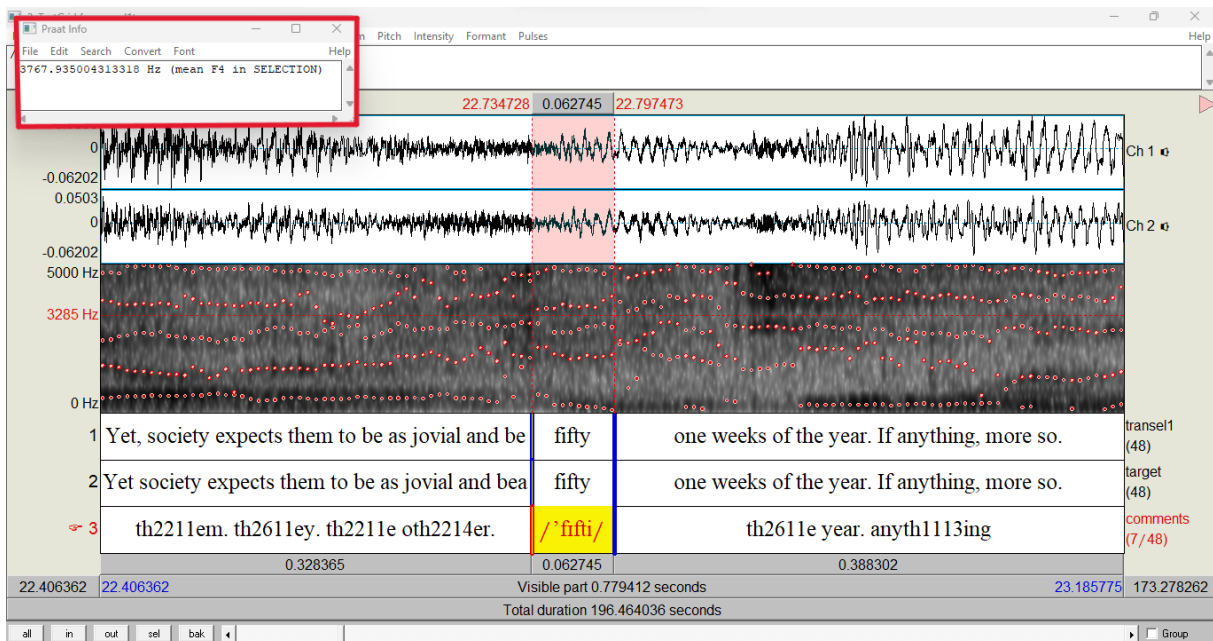 Praat Info
File Edit Search Convert Font Help
3767.935004313318 Hz (mean F4 in SELECTION)
Pitch Intensity Formant Pulses Help
22.734728 0.062745 22.797473
0
-0.06202
Ch 1
0.0503
0
-0.06202
Ch 2
5000 Hz
3285 Hz
0 Hz
1 Yet, society expects them to be as jovial and be fifty one weeks of the year. If anything, more so. transel1 (48)
2 Yet society expects them to be as jovial and bea fifty one weeks of the year. If anything, more so. target (48)
3 th2211em. th2611ey. th2211e oth2214er. /'fıfti/ th2611e year. anyth1113ing comments (7/48)
0.328365 0.062745 0.388302
22.406362 22.406362 Visible part 0.779412 seconds 23.185775 173.278262
Total duration 196.464036 seconds
all in out sel bak Group